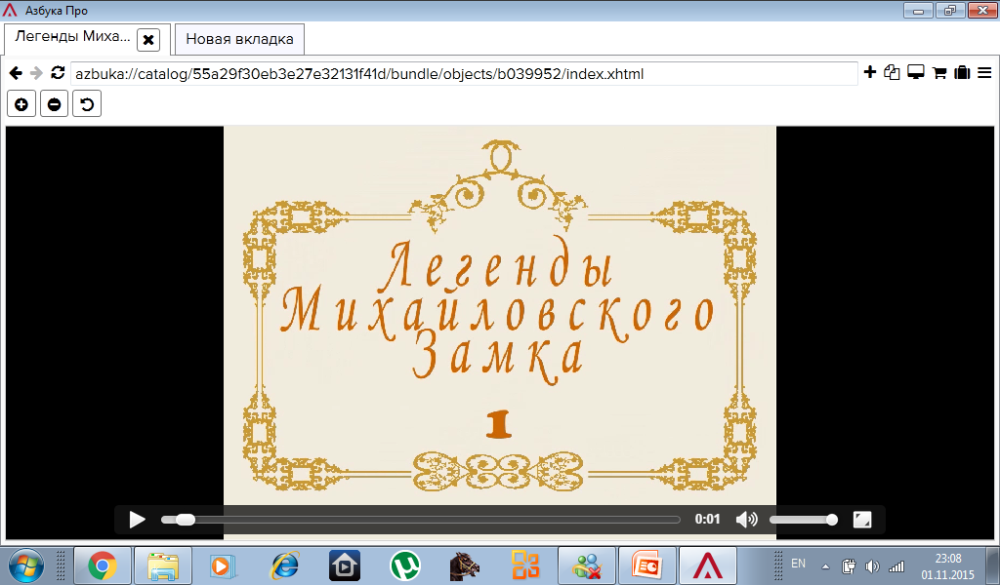 Азбука Про
Легенды Миха...
Новая вкладка
azbuka://catalog/55a29f30eb3e27e32131f41d/bundle/objects/b039952/index.xhtml
Легенды
Михайловского
Замка
1
0:01
EN
23:08
01.11.2015